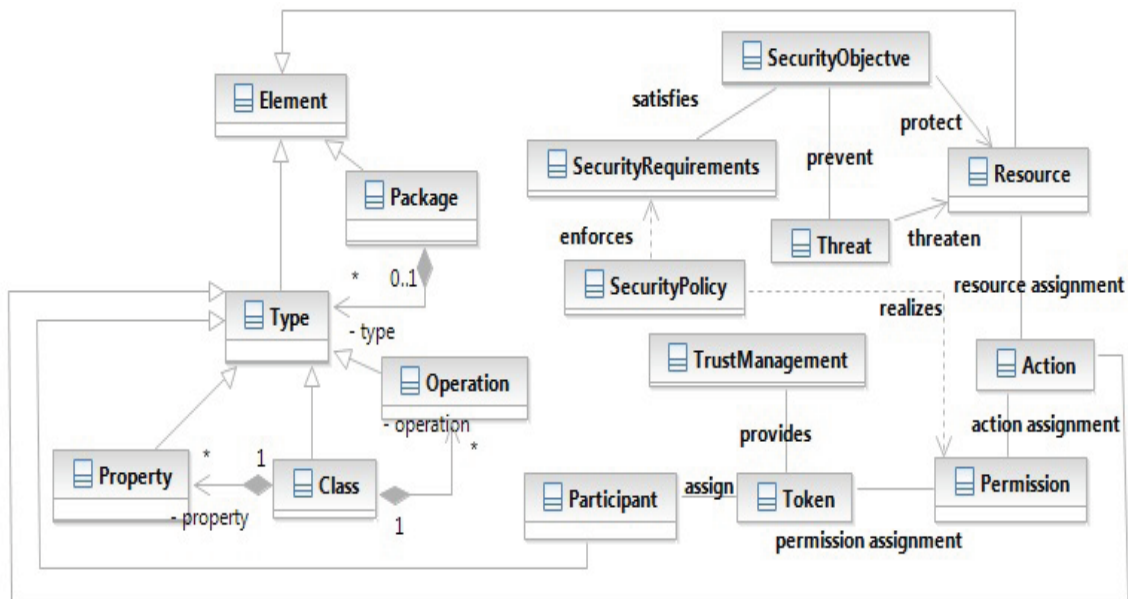 SecurityObjectve
Element
satisfies
protect
SecurityRequirements
prevent
Resource
Package
enforces
Threat
threaten
*
0..1
SecurityPolicy
resource assignment
realizes
Type
- type
TrustManagement
Operation
Action
- operation
*
action assignment
provides
*
1
Property
Class
Participant
assign
Token
Permission
- property
1
permission assignment